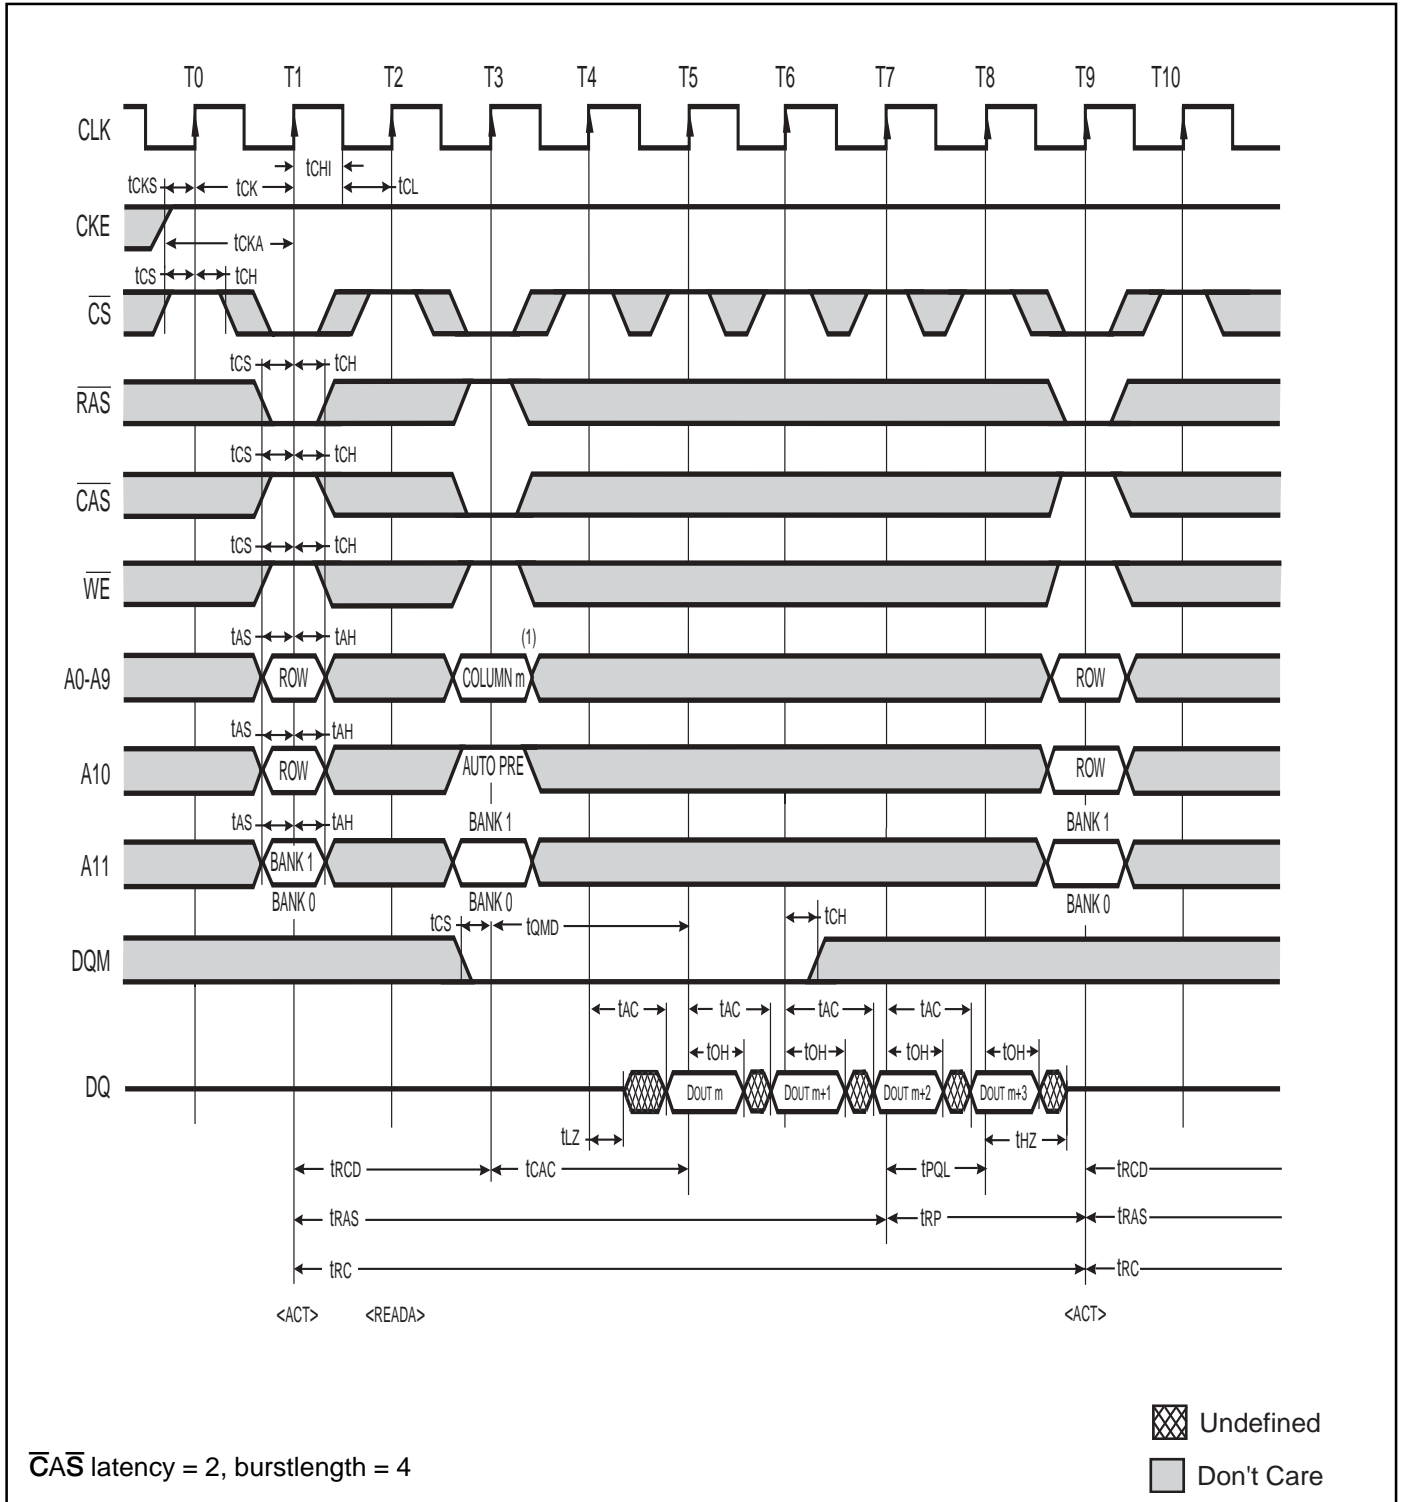 T0 T1 T2 T3 T4 T5 T6 T7 T8 T9 T10
CLK
tCHI
tCKS tCK tCL
CKE
tCKA
tCS tCH
CS
tCS tCH
RAS
tCS tCH
CAS
tCS tCH
WE
tAS tAH (1)
A0-A9 ROW COLUMN m ROW
tAS tAH
A10 ROW AUTO PRE ROW
tAS tAH BANK 1 BANK 1
A11 BANK 1
BANK 0 BANK 0 BANK 0
tCS tQMD tCH
DQM
tAC tAC tAC tAC
tOH tOH tOH tOH
DQ DOUT m DOUT m+1 DOUT m+2 DOUT m+3
tLZ tHZ
tRCD tCAC tPQL tRCD
tRAS tRP tRAS
tRC tRC
<ACT> <READA> <ACT>
Undefined
CAS latency = 2, burstlength = 4
Don't Care